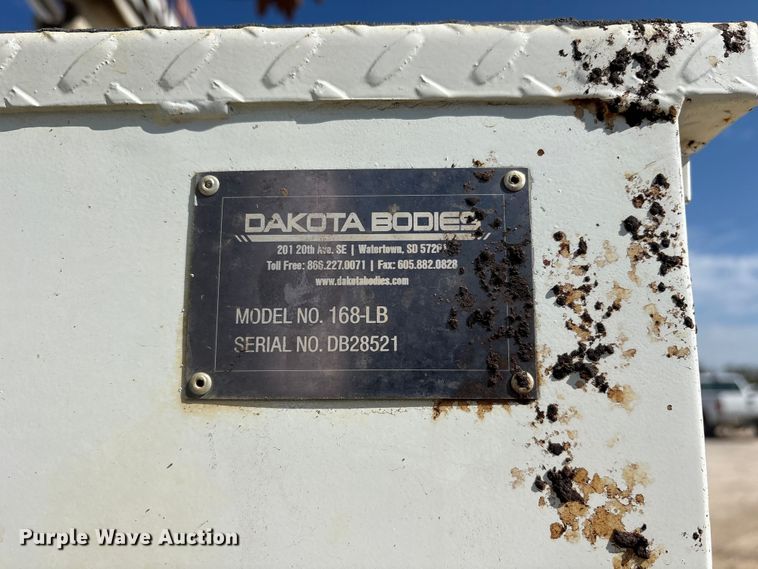 DAKOTA BODIES
201 20th Ave. SE | Watertown, SD 57201
Toll Free: 866.227.0071 | Fax: 605.882.0828
www.dakotabodies.com
MODEL NO. 168-LB
SERIAL NO. DB28521
Purple Wave Auction